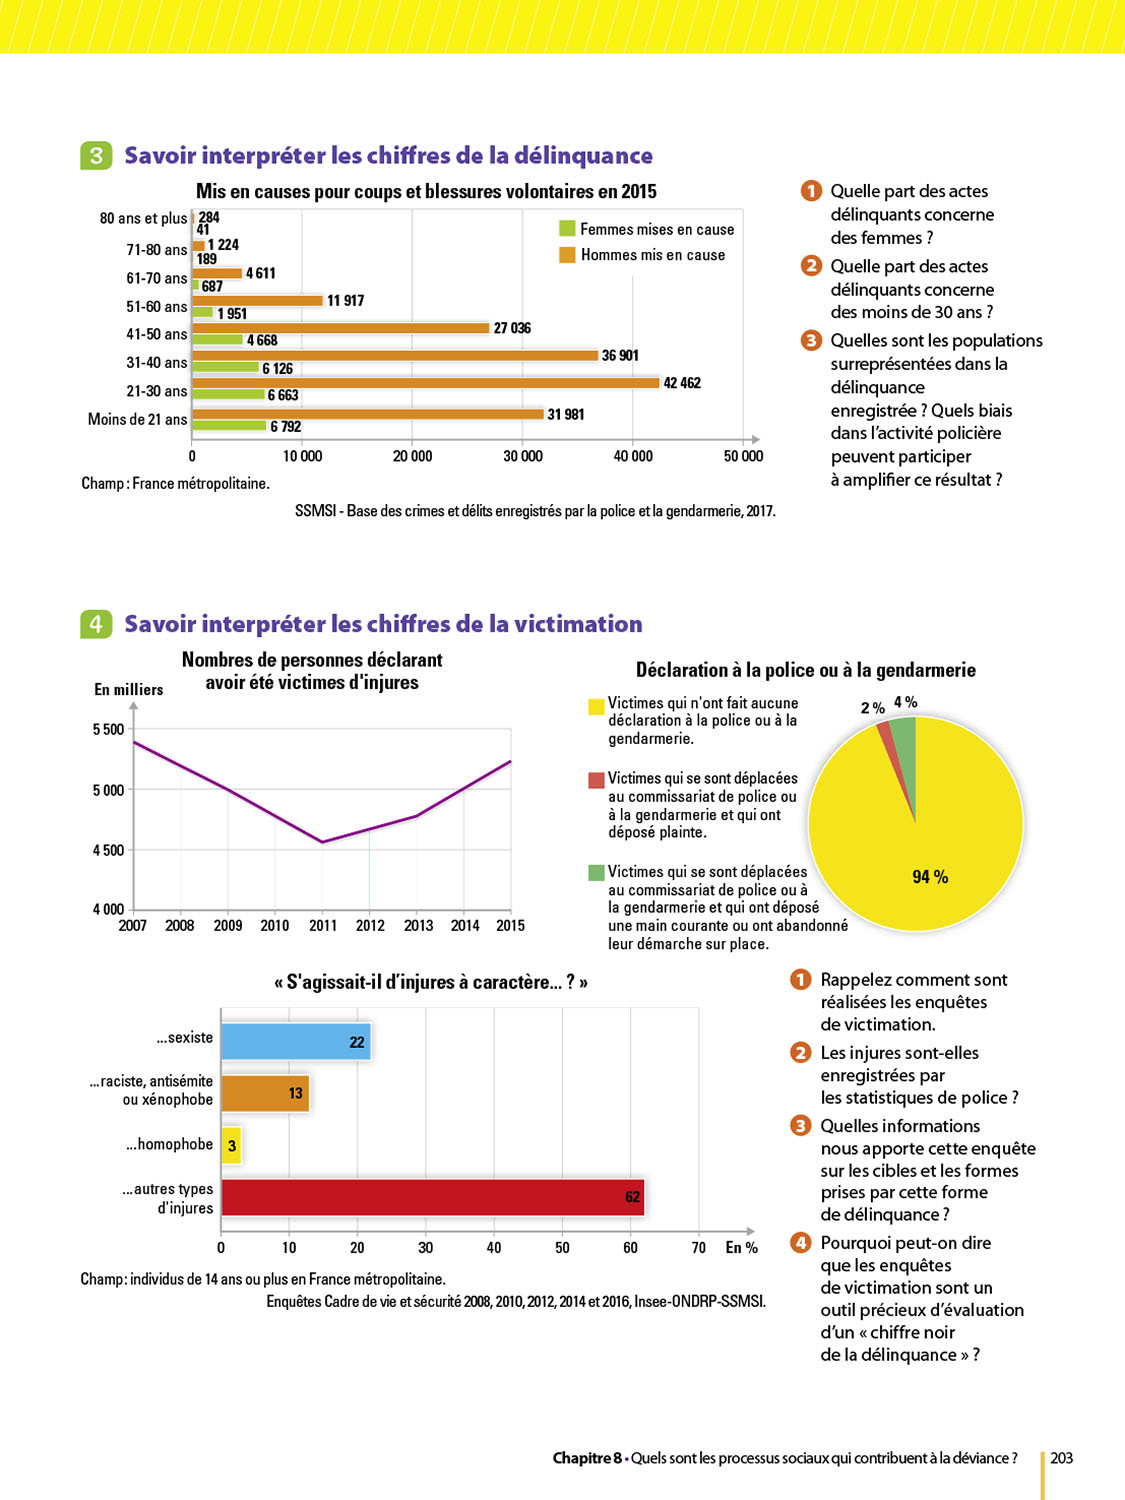 3 Savoir interpréter les chiffres de la délinquance
Mis en causes pour coups et blessures volontaires en 2015
80 ans et plus 284
41
71-80 ans 1 224
189
61-70 ans 4 611
687
51-60 ans 11 917
1 951
41-50 ans 27 036
4 668
31-40 ans 36 901
6 126
21-30 ans 42 462
6 663
Moins de 21 ans 31 981
6 792
Femmes mises en cause
Hommes mis en cause
0 10 000 20 000 30 000 40 000 50 000
Champ : France métropolitaine.
SSMSI - Base des crimes et délits enregistrés par la police et la gendarmerie, 2017.
1 Quelle part des actes
délinquants concerne
des femmes ?
2 Quelle part des actes
délinquants concerne
des moins de 30 ans ?
3 Quelles sont les populations
surreprésentées dans la
délinquance
enregistrée ? Quels biais
dans l’activité policière
peuvent participer
à amplifier ce résultat ?
4 Savoir interpréter les chiffres de la victimation
Nombres de personnes déclarant
avoir été victimes d'injures
En milliers
5 500
5 000
4 500
4 000
2007 2008 2009 2010 2011 2012 2013 2014 2015
Déclaration à la police ou à la gendarmerie
Victimes qui n'ont fait aucune
déclaration à la police ou à la
gendarmerie.
Victimes qui se sont déplacées
au commissariat de police ou
à la gendarmerie et qui ont
déposé plainte.
Victimes qui se sont déplacées
au commissariat de police ou à
la gendarmerie et qui ont déposé
une main courante ou ont abandonné
leur démarche sur place.
2 % 4 %
94 %
« S'agissait-il d’injures à caractère... ? »
...sexiste 22
...raciste, antisémite
ou xénophobe 13
...homophobe 3
...autres types
d'injures 62
0 10 20 30 40 50 60 70 En %
Champ : individus de 14 ans ou plus en France métropolitaine.
Enquêtes Cadre de vie et sécurité 2008, 2010, 2012, 2014 et 2016, Insee-ONDRP-SSMSI.
1 Rappelez comment sont
réalisées les enquêtes
de victimation.
2 Les injures sont-elles
enregistrées par
les statistiques de police ?
3 Quelles informations
nous apporte cette enquête
sur les cibles et les formes
prises par cette forme
de délinquance ?
4 Pourquoi peut-on dire
que les enquêtes
de victimation sont un
outil précieux d’évaluation
d’un « chiffre noir
de la délinquance » ?
Chapitre 8 • Quels sont les processus sociaux qui contribuent à la déviance ? 203